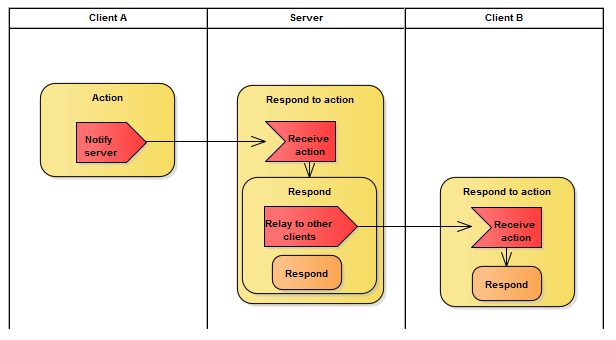 Client A
Server
Client B
Action
Notify
server
Respond to action
Receive
action
Respond
Relay to other
clients
Respond
Respond to action
Receive
action
Respond